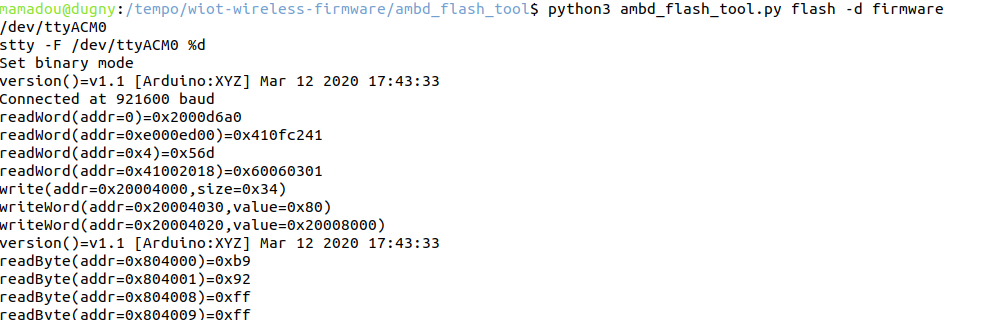 mamadou@dugny:/tempo/wiot-wireless-firmware/ambd_flash_tool$ python3 ambd_flash_tool.py flash -d firmware
/dev/ttyACM0
stty -F /dev/ttyACM0 %d
Set binary mode
version()=v1.1 [Arduino:XYZ] Mar 12 2020 17:43:33
Connected at 921600 baud
readWord(addr=0)=0x2000d6a0
readWord(addr=0xe000ed00)=0x410fc241
readWord(addr=0x4)=0x56d
readWord(addr=0x41002018)=0x60060301
write(addr=0x20004000,size=0x34)
writeWord(addr=0x20004030,value=0x80)
writeWord(addr=0x20004020,value=0x20008000)
version()=v1.1 [Arduino:XYZ] Mar 12 2020 17:43:33
readByte(addr=0x804000)=0xb9
readByte(addr=0x804001)=0x92
readByte(addr=0x804008)=0xff
readByte(addr=0x804009)=0xff